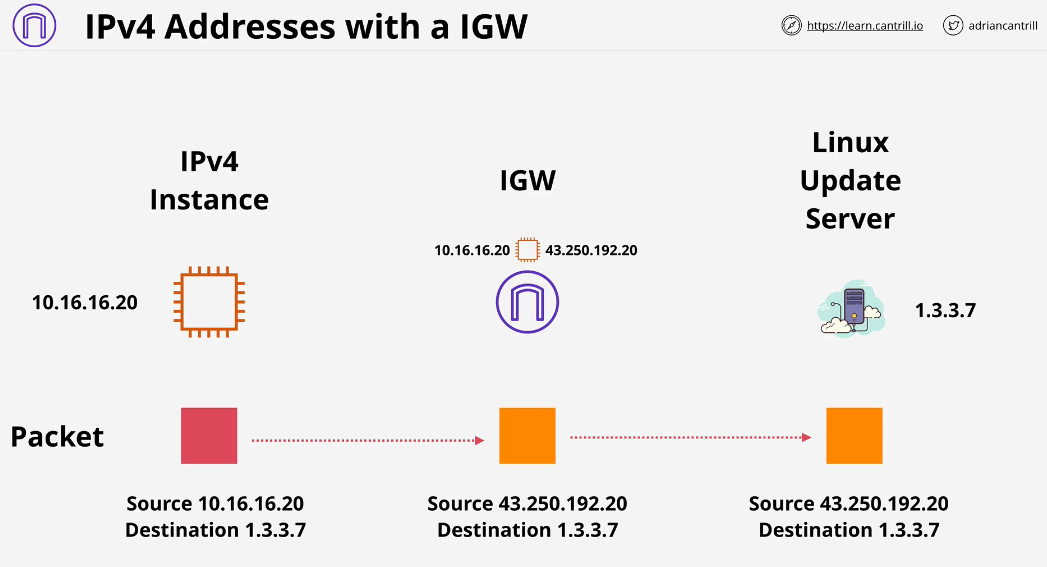 IPv4 Addresses with a IGW
https://learn.cantrill.io
adriancantrill
IPv4
Instance
IGW
Linux
Update
Server
10.16.16.20
43.250.192.20
10.16.16.20
1.3.3.7
Packet
Source 10.16.16.20
Destination 1.3.3.7
Source 43.250.192.20
Destination 1.3.3.7
Source 43.250.192.20
Destination 1.3.3.7